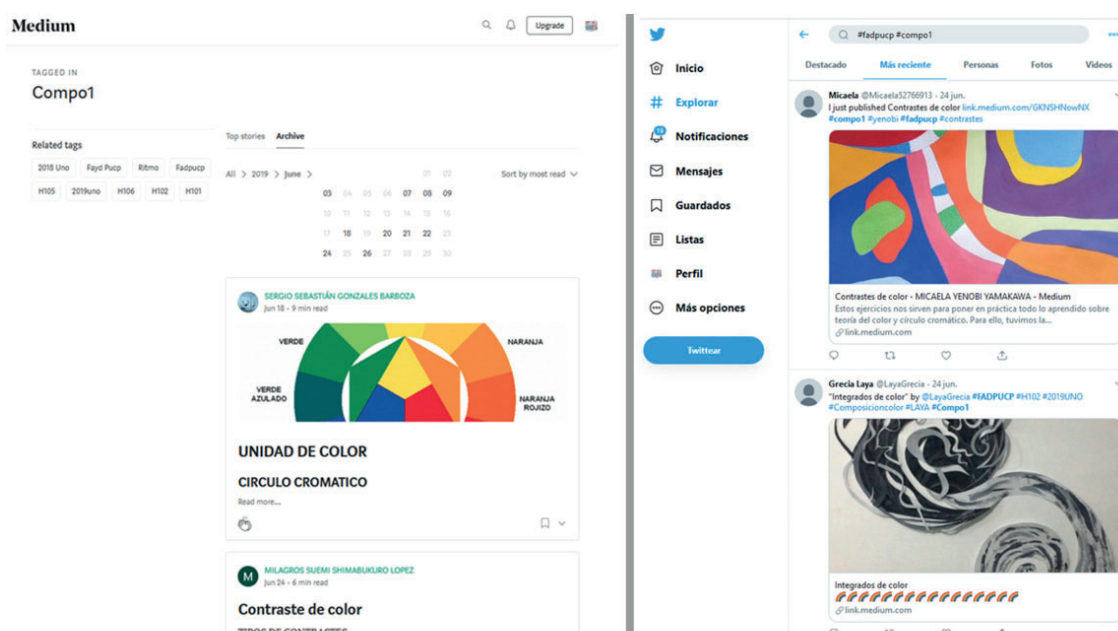 Medium
Upgrade
TAGGED IN
Compo1
Related tags
2018 Uno Fayd Pucp Ritmo Fadpucp
H105 2019uno H106 H102 H101
Top stories Archive
All > 2019 > June >
01 02
Sort by most read
03 04 05 06 07 08 09
10 11 12 13 14 15 16
17 18 19 20 21 22 23
24 25 26 27 28 29 30
SERGIO SEBASTIÁN GONZALES BARBOZA
Jun 18 - 9 min read
VERDE
NARANJA
VERDE
AZULADO
NARANJA
ROJIZO
UNIDAD DE COLOR
CIRCULO CROMATICO
Read more...
M
MILAGROS SUEMI SHIMABUKURO LOPEZ
Jun 24 - 6 min read
Contraste de color
TIPOS DE CONTRASTES
Inicio
# Explorar
Notificaciones
Mensajes
Guardados
Listas
Perfil
Más opciones
Twittear
#fadpucp #compo1
Destacado Más reciente Personas Fotos Videos
Micaela @Micaela52766913 - 24 jun.
I just published Contrastes de color link.medium.com/GKNSHNowNX
#compo1 #yenobi #fadpucp #contrastes
Contrastes de color - MICAELA YENOBI YAMAKAWA - Medium
Estos ejercicios nos sirven para poner en práctica todo lo aprendido sobre
teoría del color y círculo cromático. Para ello, tuvimos la...
link.medium.com
Grecia Laya @LayaGrecia - 24 jun.
"Integrados de color" by @LayaGrecia #FADPUCP #H102 #2019UNO
#Composicioncolor #LAYA #Compo1
Integrados de color
link.medium.com